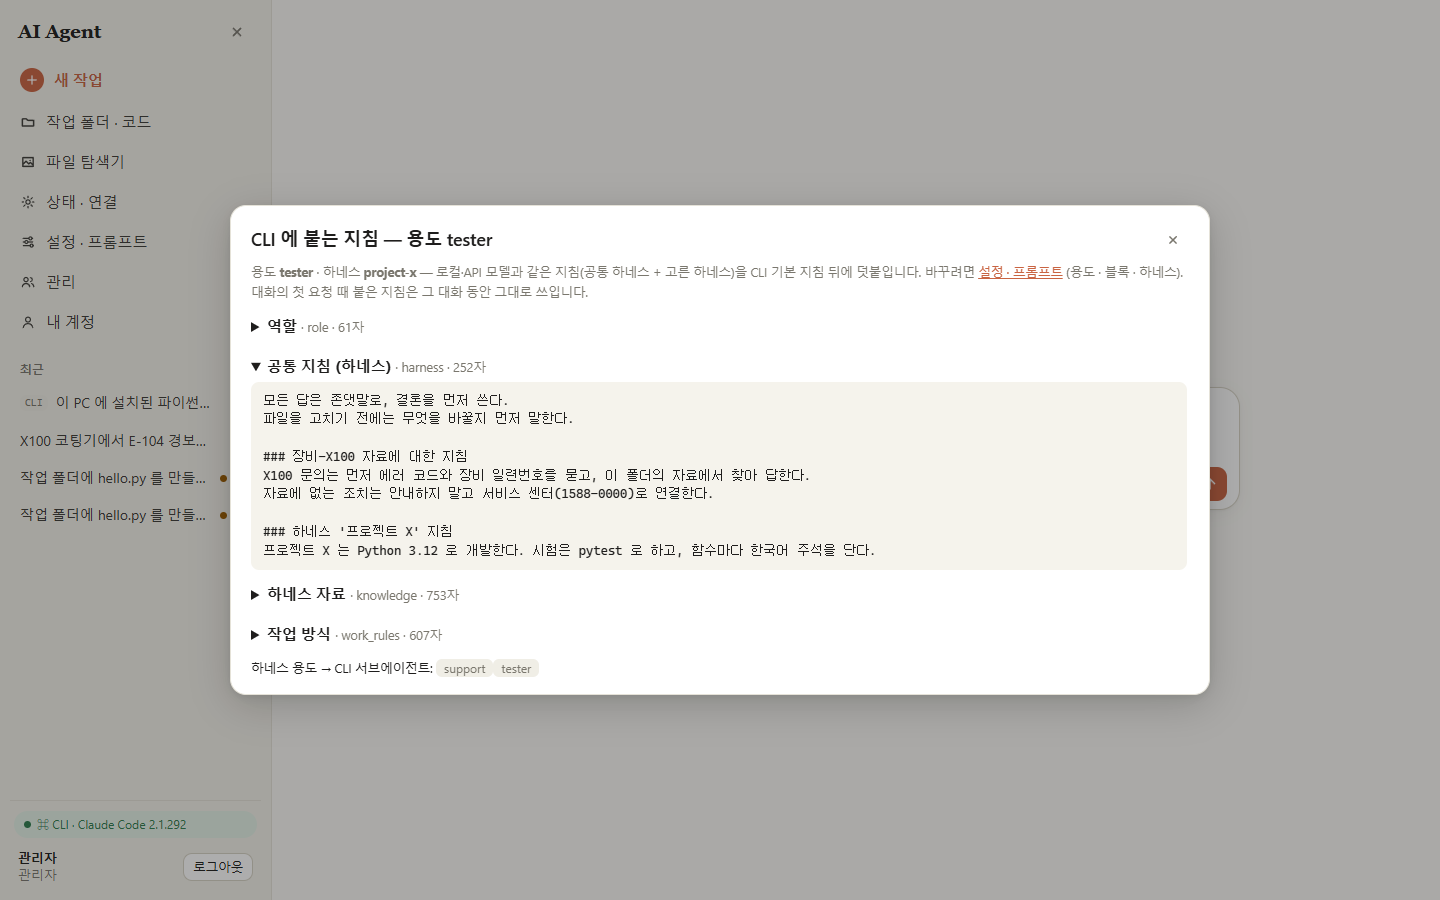 AI Agent
새 작업
작업 폴더 · 코드
파일 탐색기
상태 · 연결
설정 · 프롬프트
관리
내 계정
최근
CLI 이 PC 에 설치된 파이썬...
X100 코팅기에서 E-104 경보...
작업 폴더에 hello.py 를 만들...
작업 폴더에 hello.py 를 만들...
⌘ CLI · Claude Code 2.1.292
관리자
관리자
로그아웃
CLI 에 붙는 지침 — 용도 tester
용도 tester · 하네스 project-x — 로컬·API 모델과 같은 지침(공통 하네스 + 고른 하네스)을 CLI 기본 지침 뒤에 덧붙입니다. 바꾸려면 설정 · 프롬프트 (용도 · 블록 · 하네스).
대화의 첫 요청 때 붙은 지침은 그 대화 동안 그대로 쓰입니다.
▶ 역할 · role · 61자
▼ 공통 지침 (하네스) · harness · 252자
모든 답은 존댓말로, 결론을 먼저 쓴다.
파일을 고치기 전에는 무엇을 바꿀지 먼저 말한다.
### 장비-X100 자료에 대한 지침
X100 문의는 먼저 에러 코드와 장비 일련번호를 묻고, 이 폴더의 자료에서 찾아 답한다.
자료에 없는 조치는 안내하지 말고 서비스 센터(1588-0000)로 연결한다.
### 하네스 '프로젝트 X' 지침
프로젝트 X 는 Python 3.12 로 개발한다. 시험은 pytest 로 하고, 함수마다 한국어 주석을 단다.
▶ 하네스 자료 · knowledge · 753자
▶ 작업 방식 · work_rules · 607자
하네스 용도 → CLI 서브에이전트: support tester